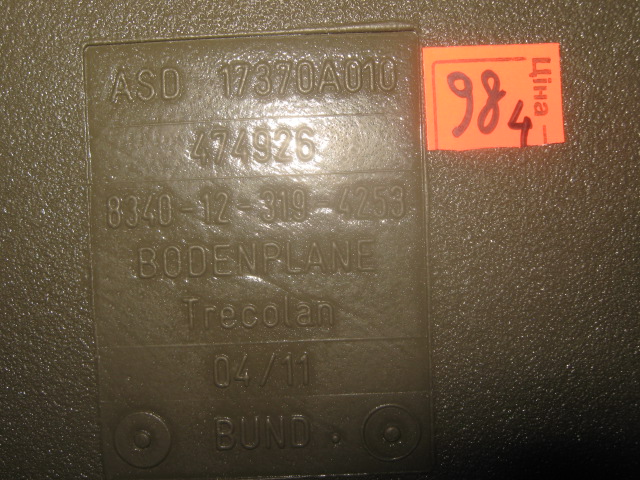 ASD 17370A010
474926
8340-12-319-4253
BODENPLANE
Trecolan
04/11
BUND
Ціна
984